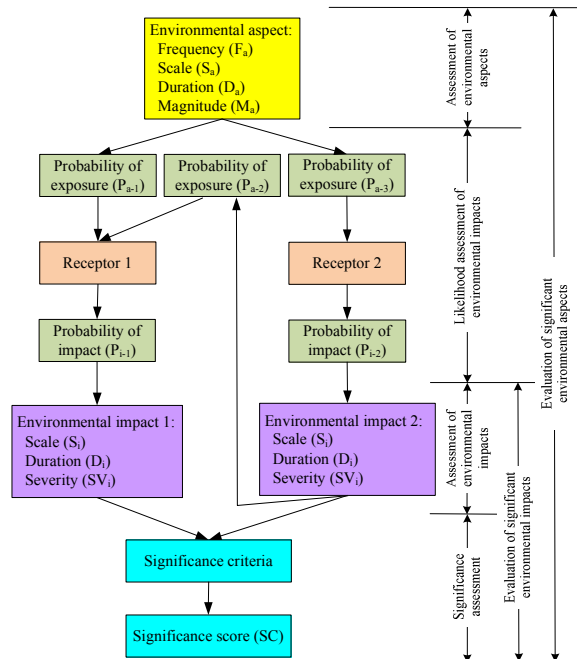 Environmental aspect:
Frequency (Fa)
Scale (Sa)
Duration (Da)
Magnitude (Ma)
Probability of
exposure (Pa-1)
Probability of
exposure (Pa-2)
Probability of
exposure (Pa-3)
Receptor 1
Receptor 2
Probability of
impact (Pi-1)
Probability of
impact (Pi-2)
Environmental impact 1:
Scale (Si)
Duration (Di)
Severity (SVi)
Environmental impact 2:
Scale (Si)
Duration (Di)
Severity (SVi)
Significance criteria
Significance score (SC)
Assessment of
environmental
aspects
Likelihood assessment of
environmental impacts
Assessment of
environmental
impacts
Significance
assessment
Evaluation of significant
environmental impacts
Evaluation of significant
environmental aspects